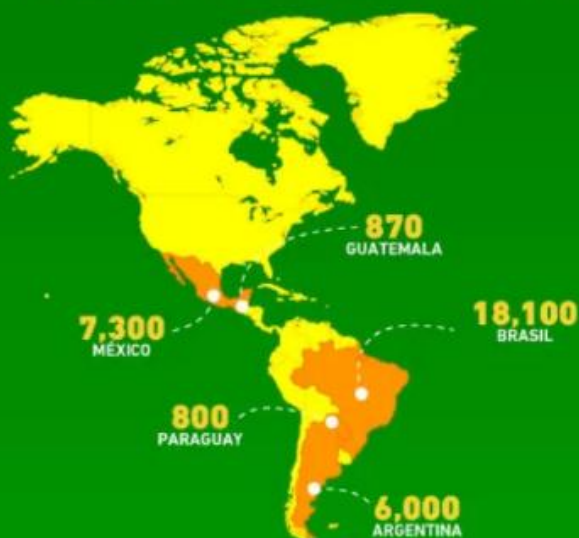 870
GUATEMALA
7,300
MÉXICO
18,100
BRASIL
800
PARAGUAY
6,000
ARGENTINA